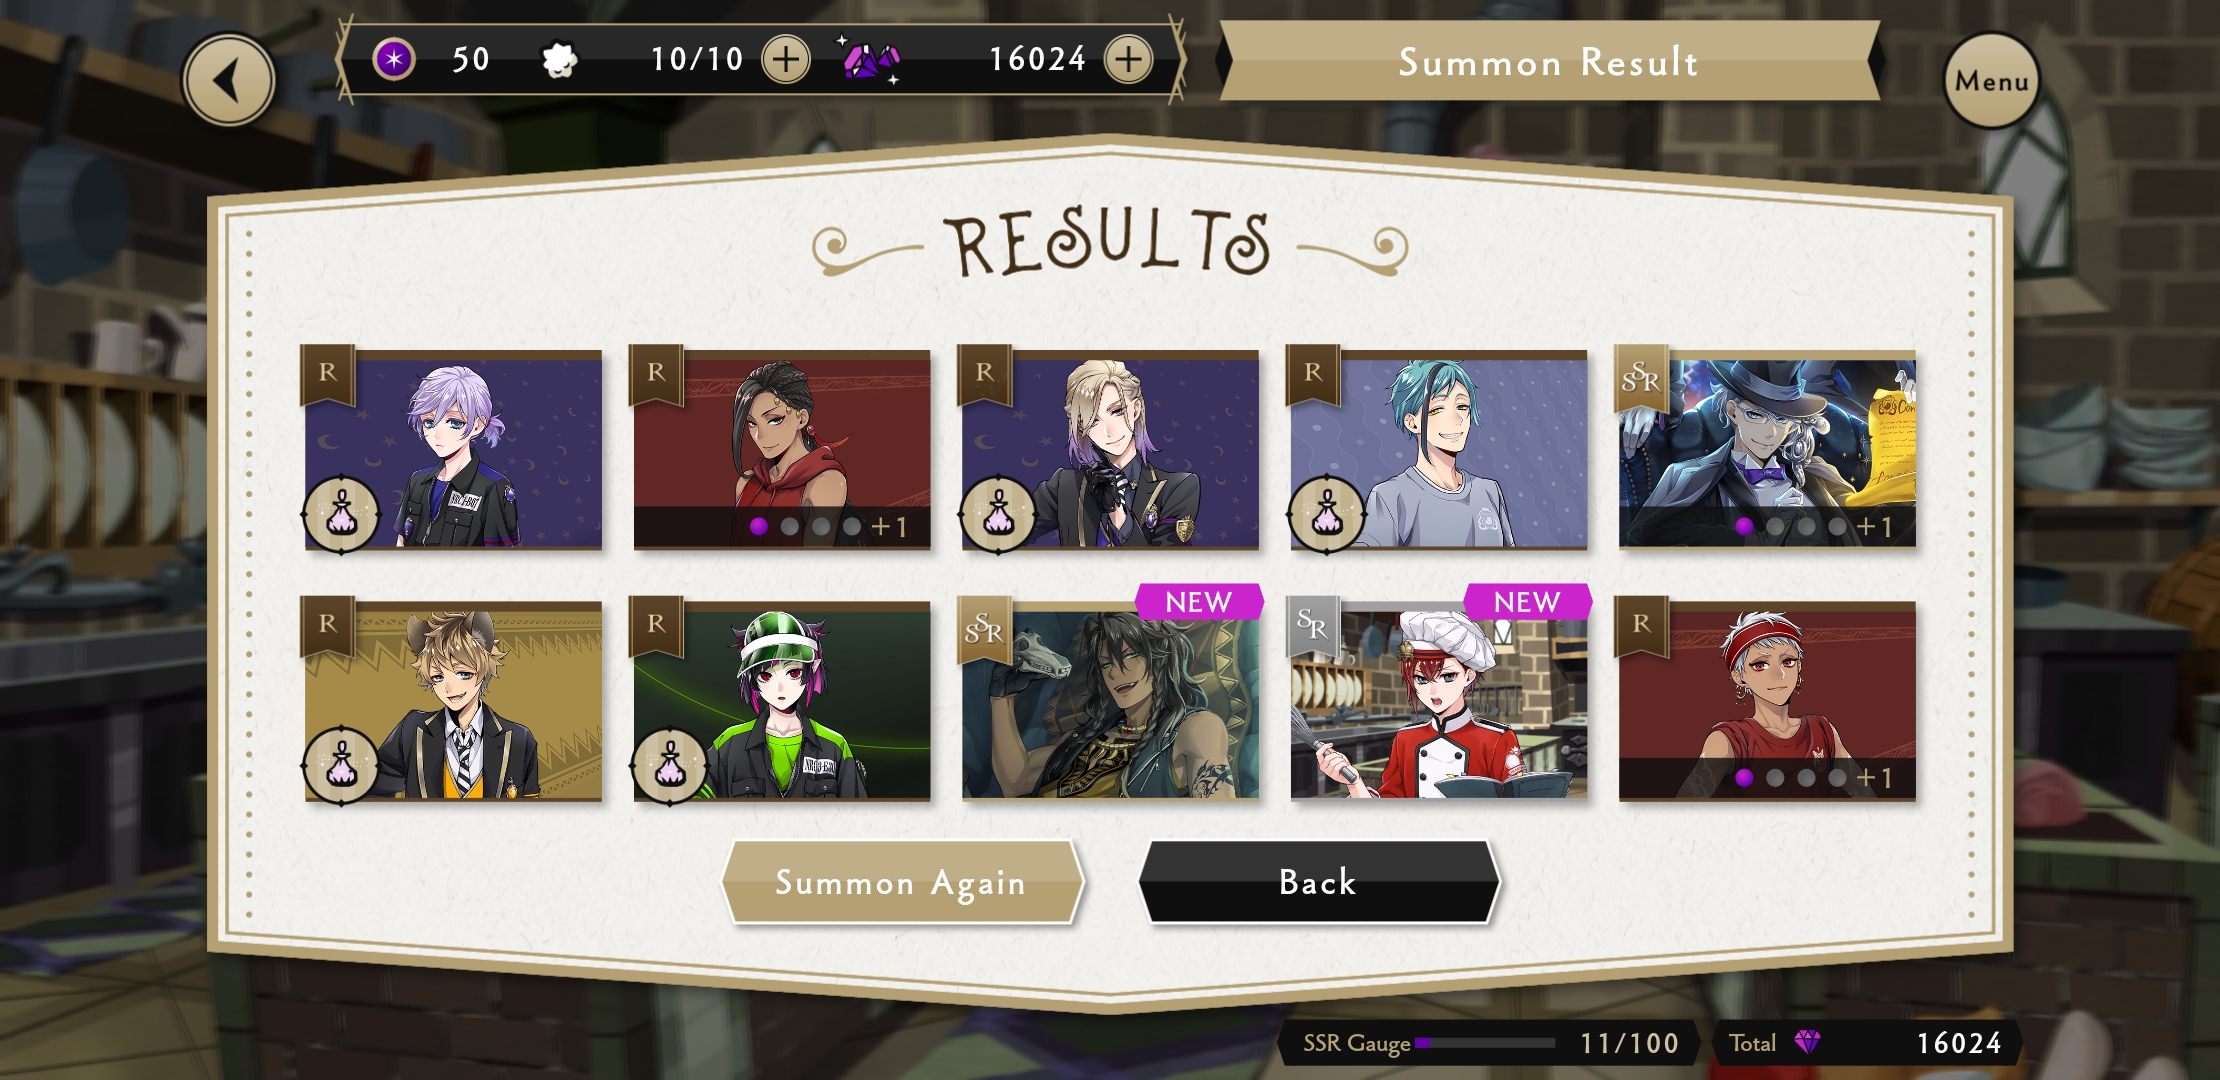 50
10/10
16024
Summon Result
Menu
RESULTS
R
R
R
R
SSR
+1
+1
R
R
SSR
NEW
SR
NEW
R
+1
Summon Again
Back
SSR Gauge 11/100
Total 16024